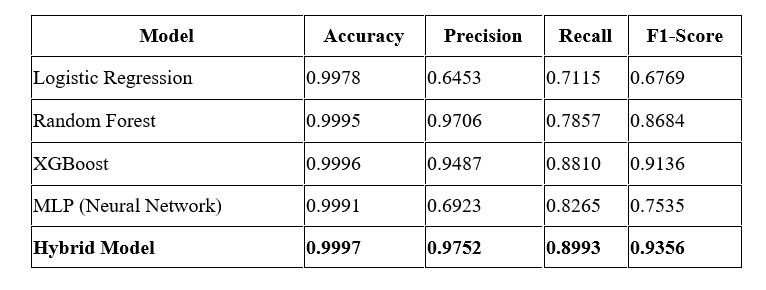 Model Accuracy Precision Recall F1-Score
Logistic Regression 0.9978 0.6453 0.7115 0.6769
Random Forest 0.9995 0.9706 0.7857 0.8684
XGBoost 0.9996 0.9487 0.8810 0.9136
MLP (Neural Network) 0.9991 0.6923 0.8265 0.7535
Hybrid Model 0.9997 0.9752 0.8993 0.9356